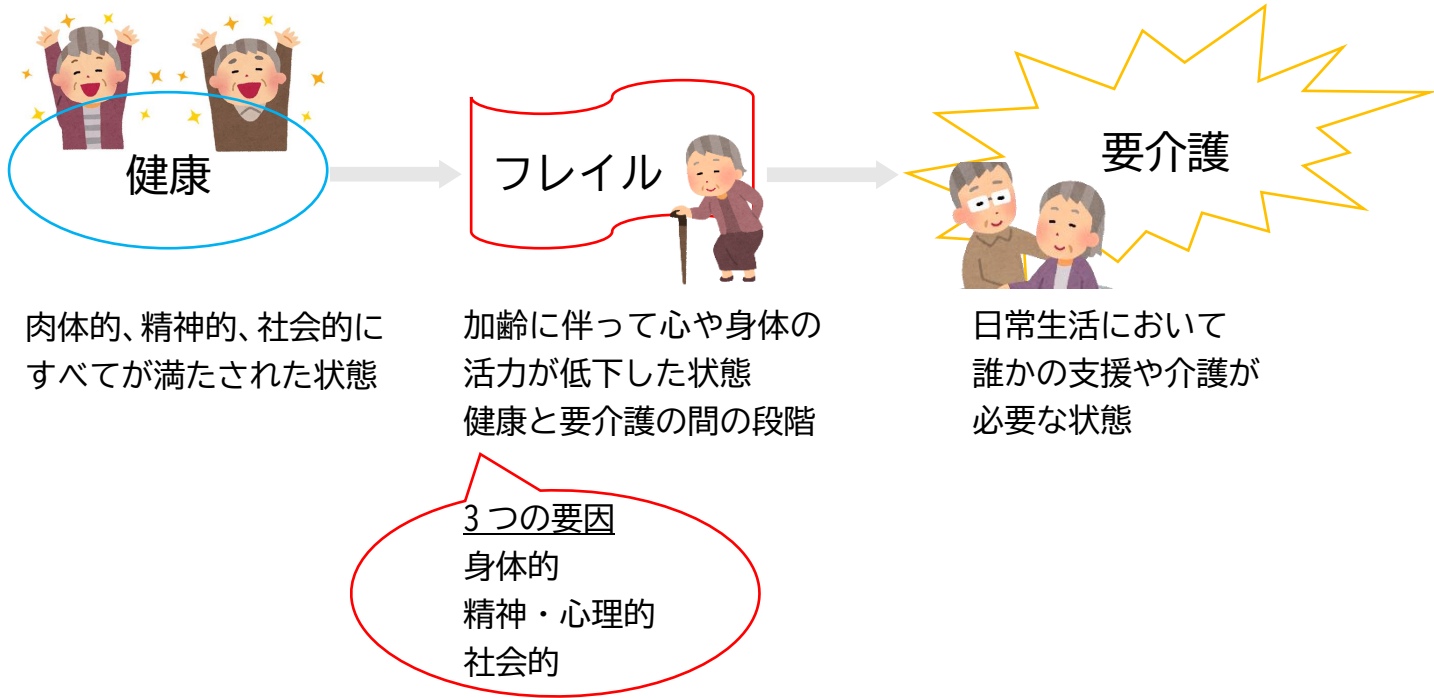 健康
フレイル
要介護
肉体的、精神的、社会的に
すべてが満たされた状態
加齢に伴って心や身体の
活力が低下した状態
健康と要介護の間の段階
日常生活において
誰かの支援や介護が
必要な状態
3つの要因
身体的
精神・心理的
社会的